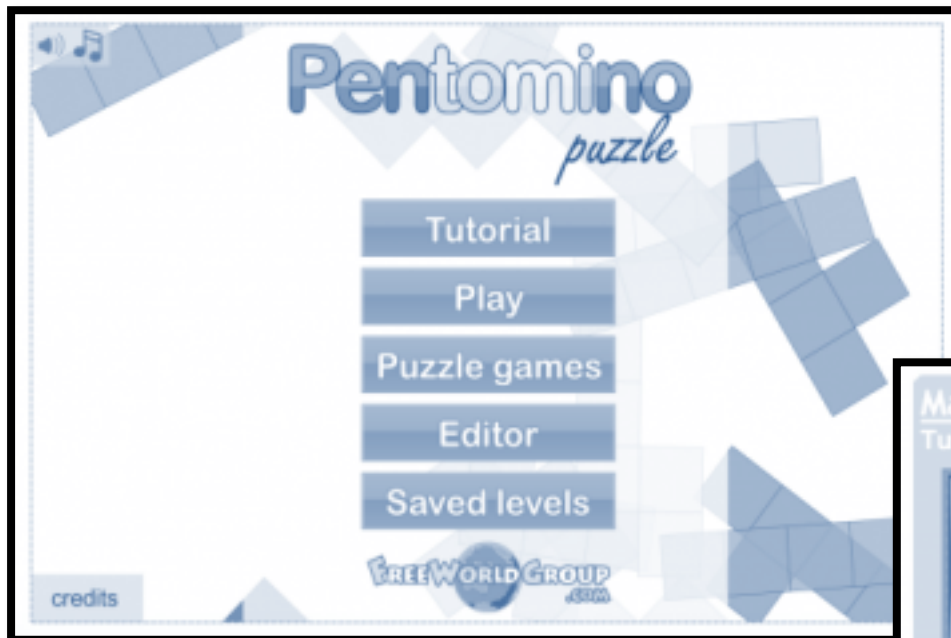 Pentomino
puzzle
Tutorial
Play
Puzzle games
Editor
Saved levels
FREEWORLDGROUP
.COM
credits